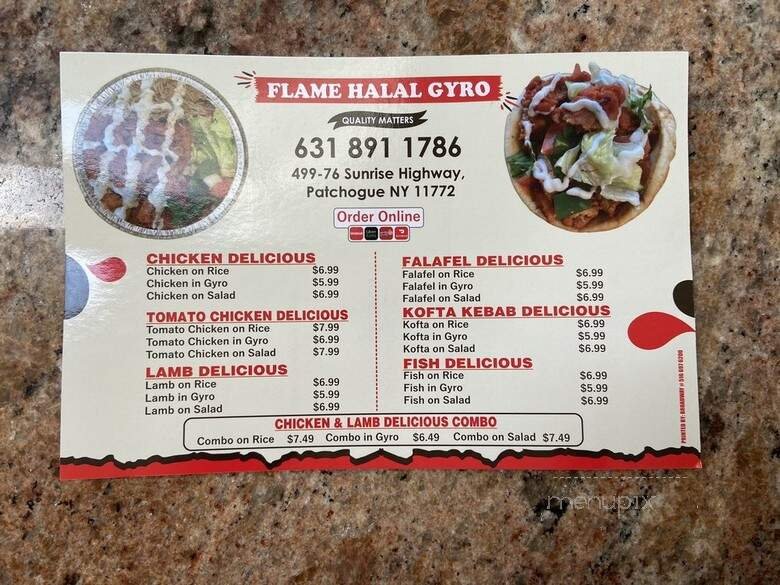 FLAME HALAL GYRO
QUALITY MATTERS
631 891 1786
499-76 Sunrise Highway,
Patchogue NY 11772
Order Online
CHICKEN DELICIOUS
Chicken on Rice $6.99
Chicken in Gyro $5.99
Chicken on Salad $6.99
TOMATO CHICKEN DELICIOUS
Tomato Chicken on Rice $7.99
Tomato Chicken in Gyro $6.99
Tomato Chicken on Salad $7.99
LAMB DELICIOUS
Lamb on Rice $6.99
Lamb in Gyro $5.99
Lamb on Salad $6.99
FALAFEL DELICIOUS
Falafel on Rice $6.99
Falafel in Gyro $5.99
Falafel on Salad $6.99
KOFTA KEBAB DELICIOUS
Kofta on Rice $6.99
Kofta in Gyro $5.99
Kofta on Salad $6.99
FISH DELICIOUS
Fish on Rice $6.99
Fish in Gyro $5.99
Fish on Salad $6.99
CHICKEN & LAMB DELICIOUS COMBO
Combo on Rice $7.49 Combo in Gyro $6.49 Combo on Salad $7.49
PRINTED BY: BROADWAY
menupix